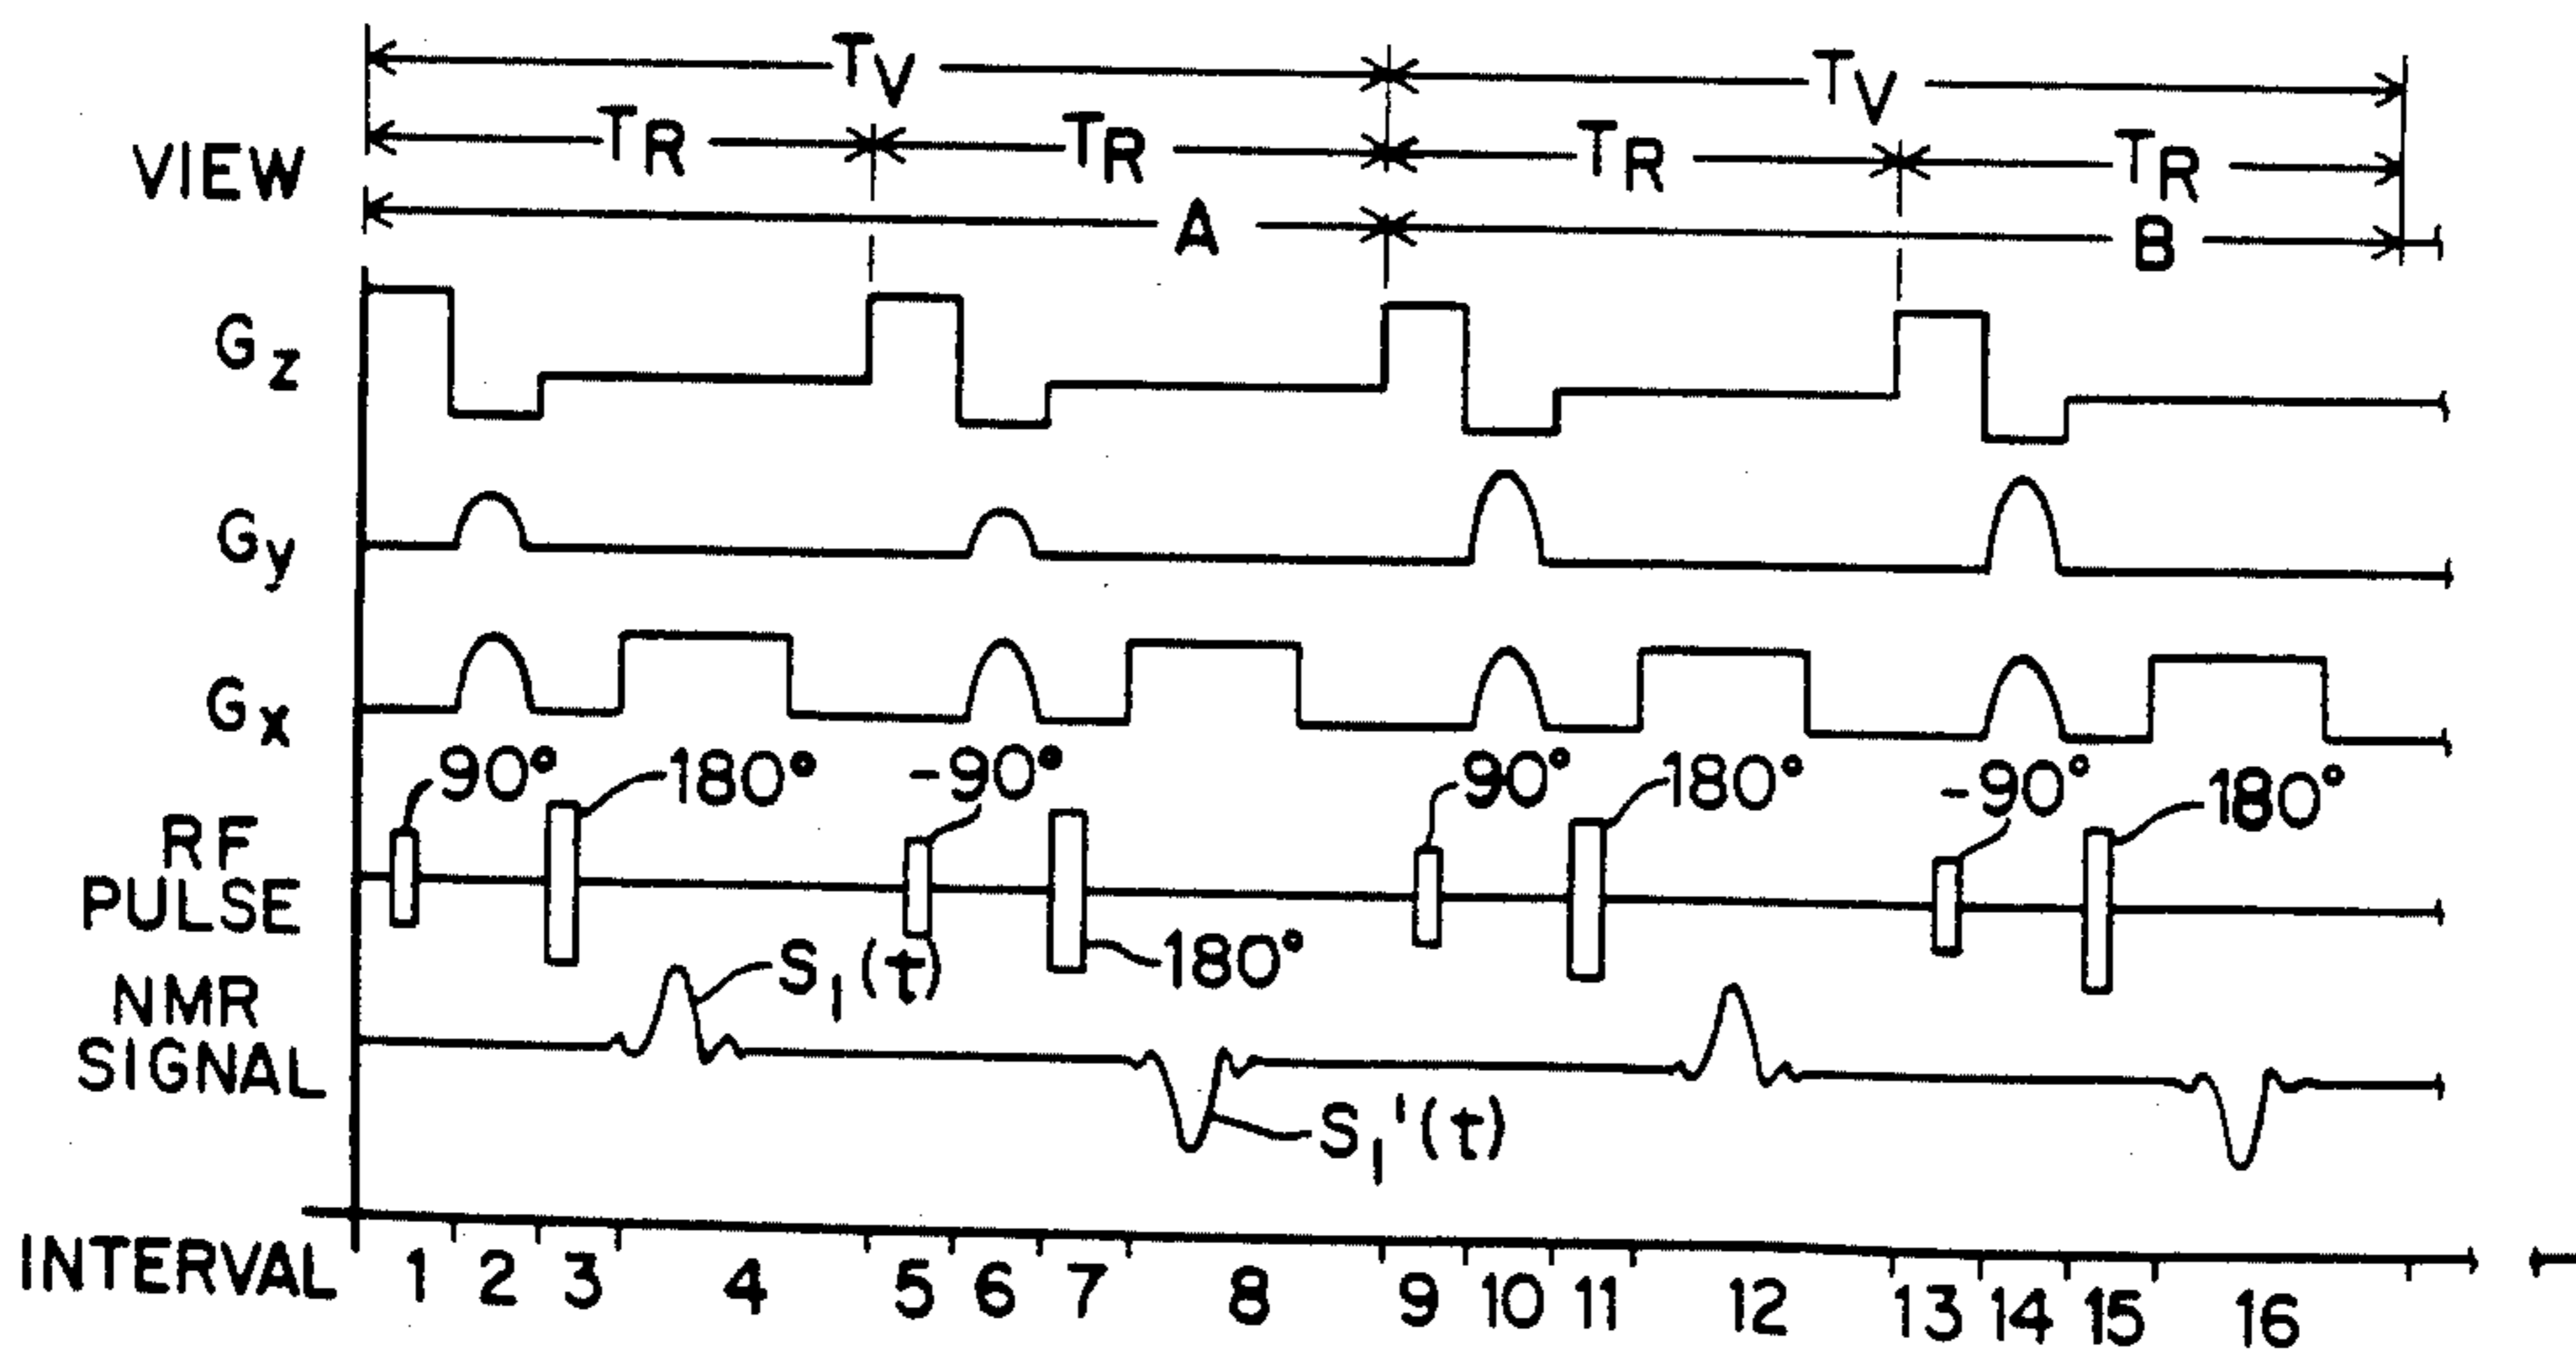 TV TV
VIEW TR TR TR TR
A B
Gz
Gy
Gx
90° 180° -90° 90° 180° -90° 180°
RF PULSE
180°
NMR SIGNAL
S1(t)
S1'(t)
INTERVAL 1 2 3 4 5 6 7 8 9 10 11 12 13 14 15 16